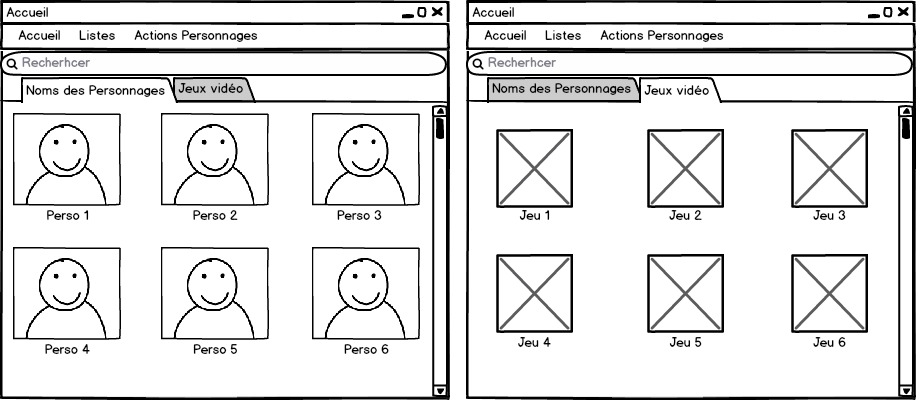 Accueil
Accueil Listes Actions Personnages
Recherhcer
Noms des Personnages Jeux vidéo
Perso 1 Perso 2 Perso 3
Perso 4 Perso 5 Perso 6
Accueil
Accueil Listes Actions Personnages
Recherhcer
Noms des Personnages Jeux vidéo
Jeu 1 Jeu 2 Jeu 3
Jeu 4 Jeu 5 Jeu 6